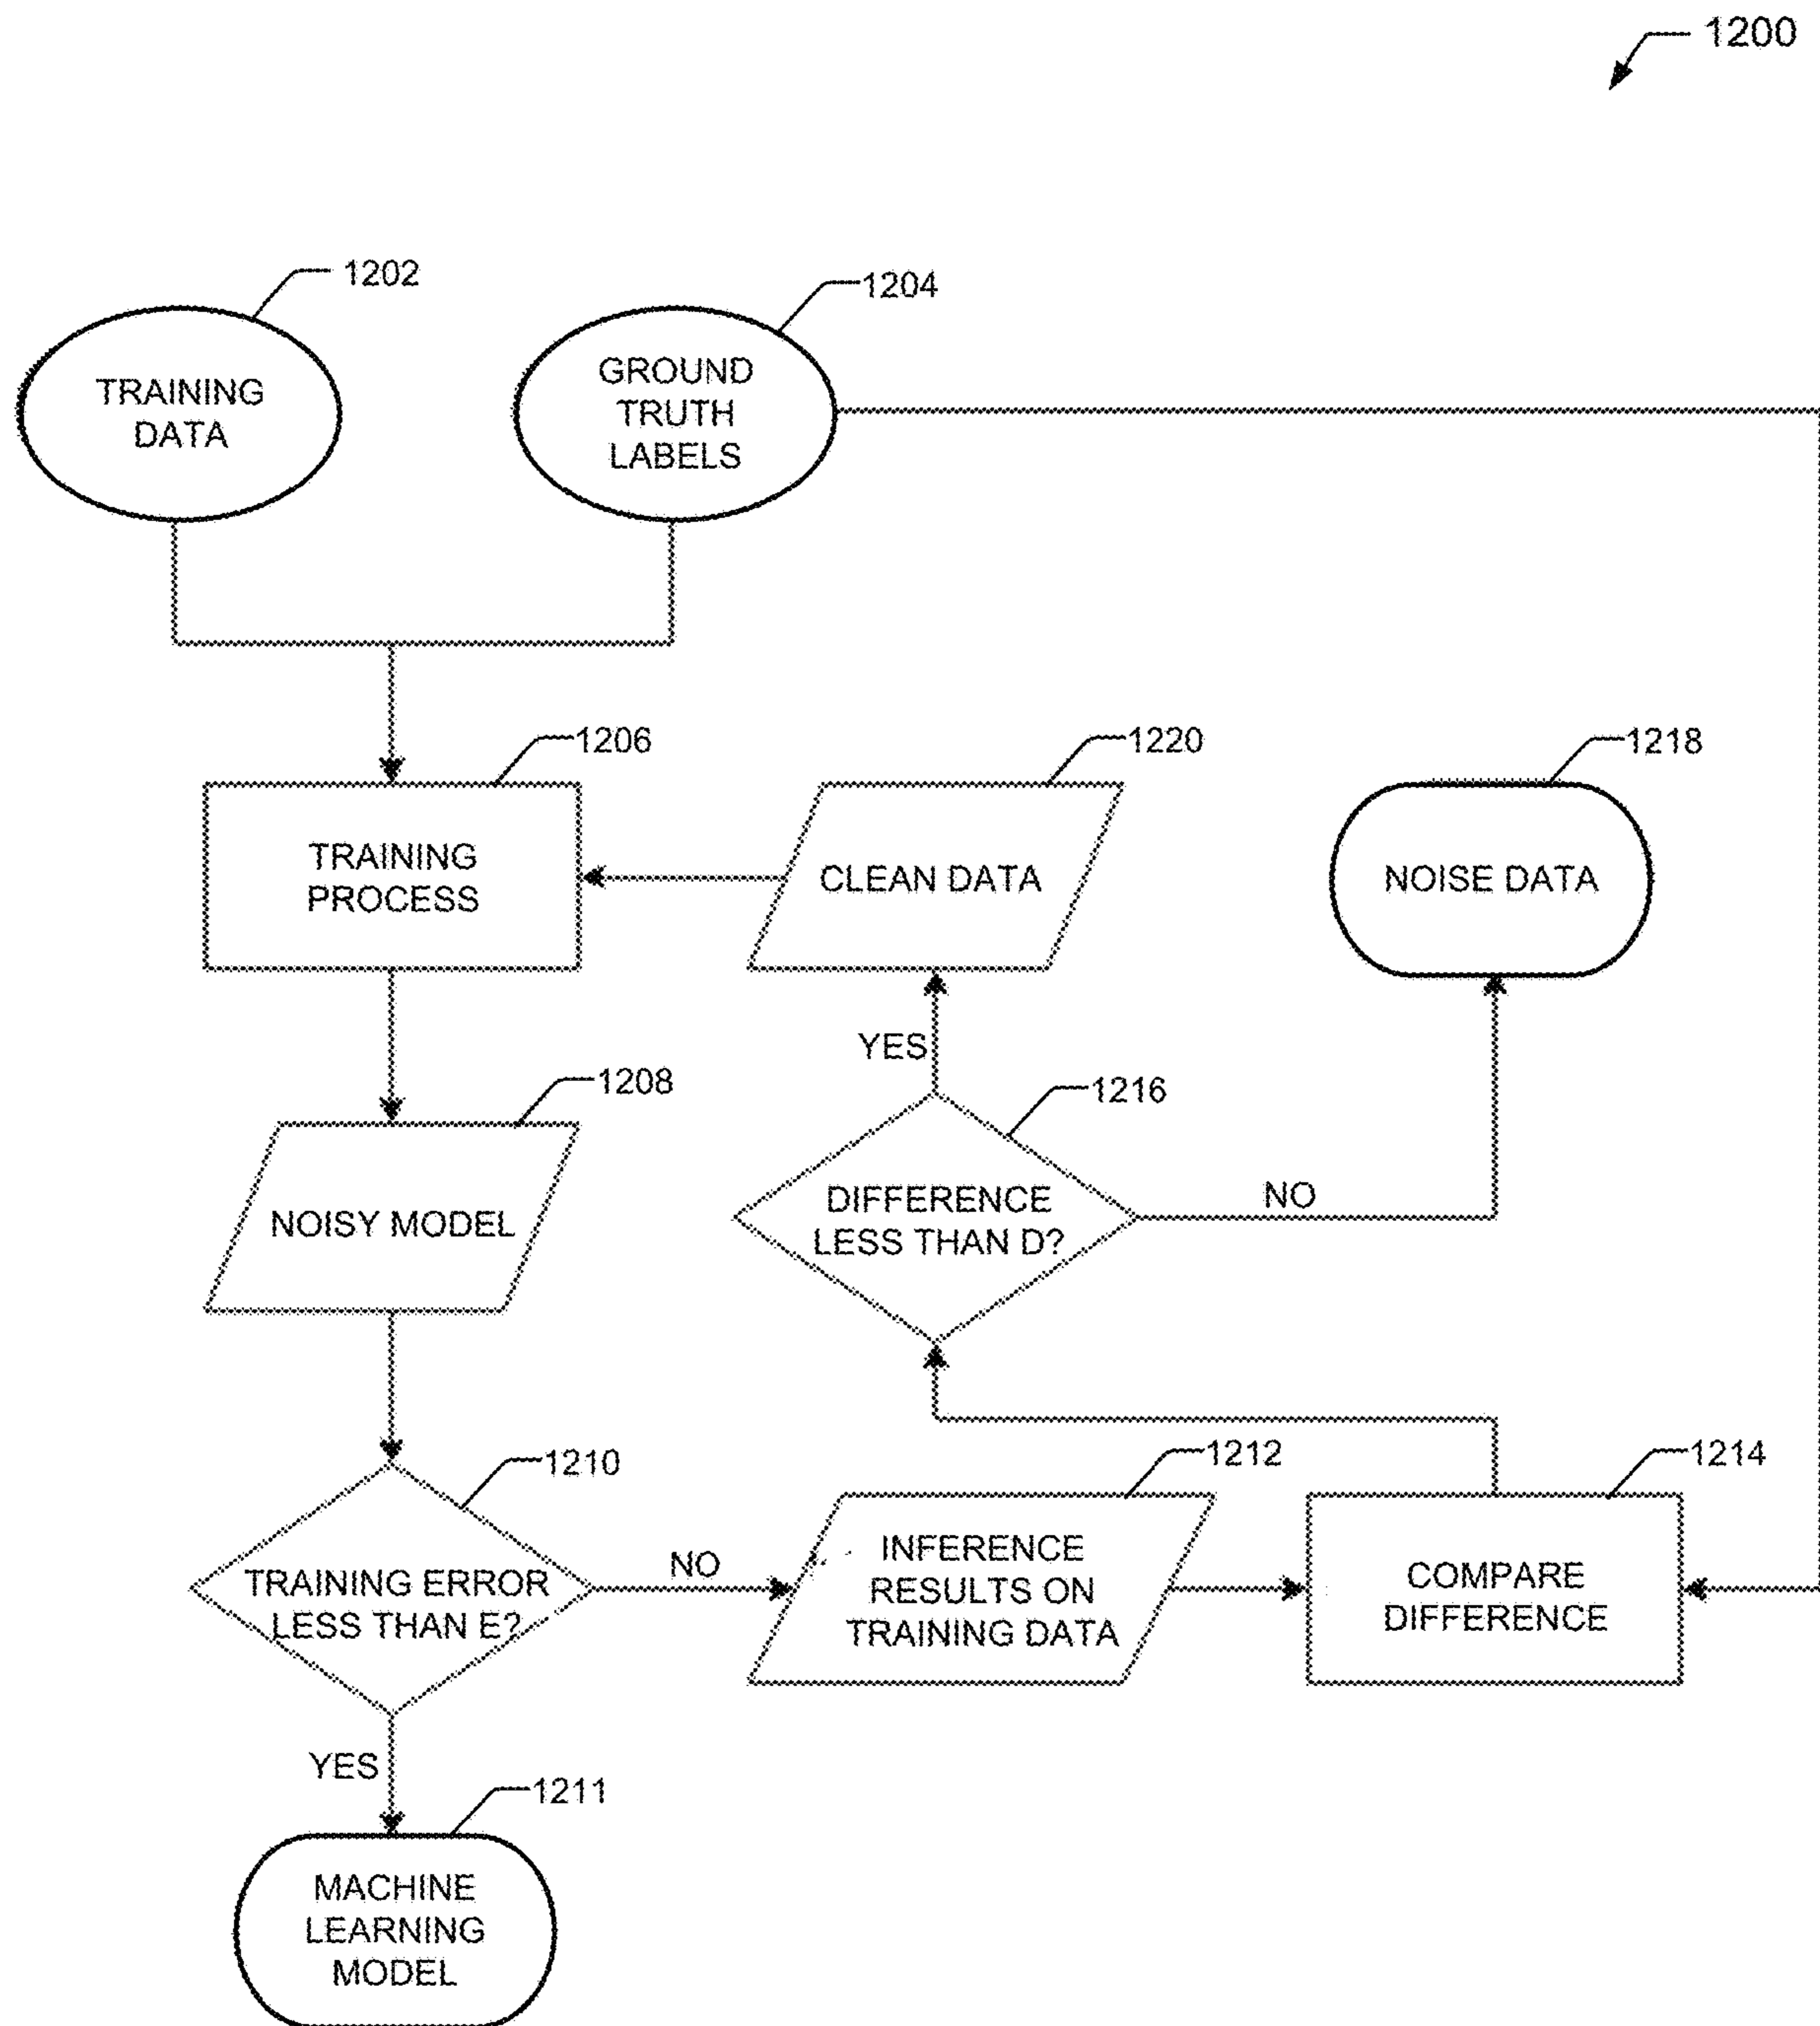 1200
1202
1204
TRAINING
DATA
GROUND
TRUTH
LABELS
1206
1220
1218
TRAINING
PROCESS
CLEAN DATA
NOISE DATA
YES
1208
1216
NOISY MODEL
DIFFERENCE
LESS THAN D?
NO
1210
1212
1214
TRAINING ERROR
LESS THAN E?
NO
INFERENCE
RESULTS ON
TRAINING DATA
COMPARE
DIFFERENCE
YES
1211
MACHINE
LEARNING
MODEL